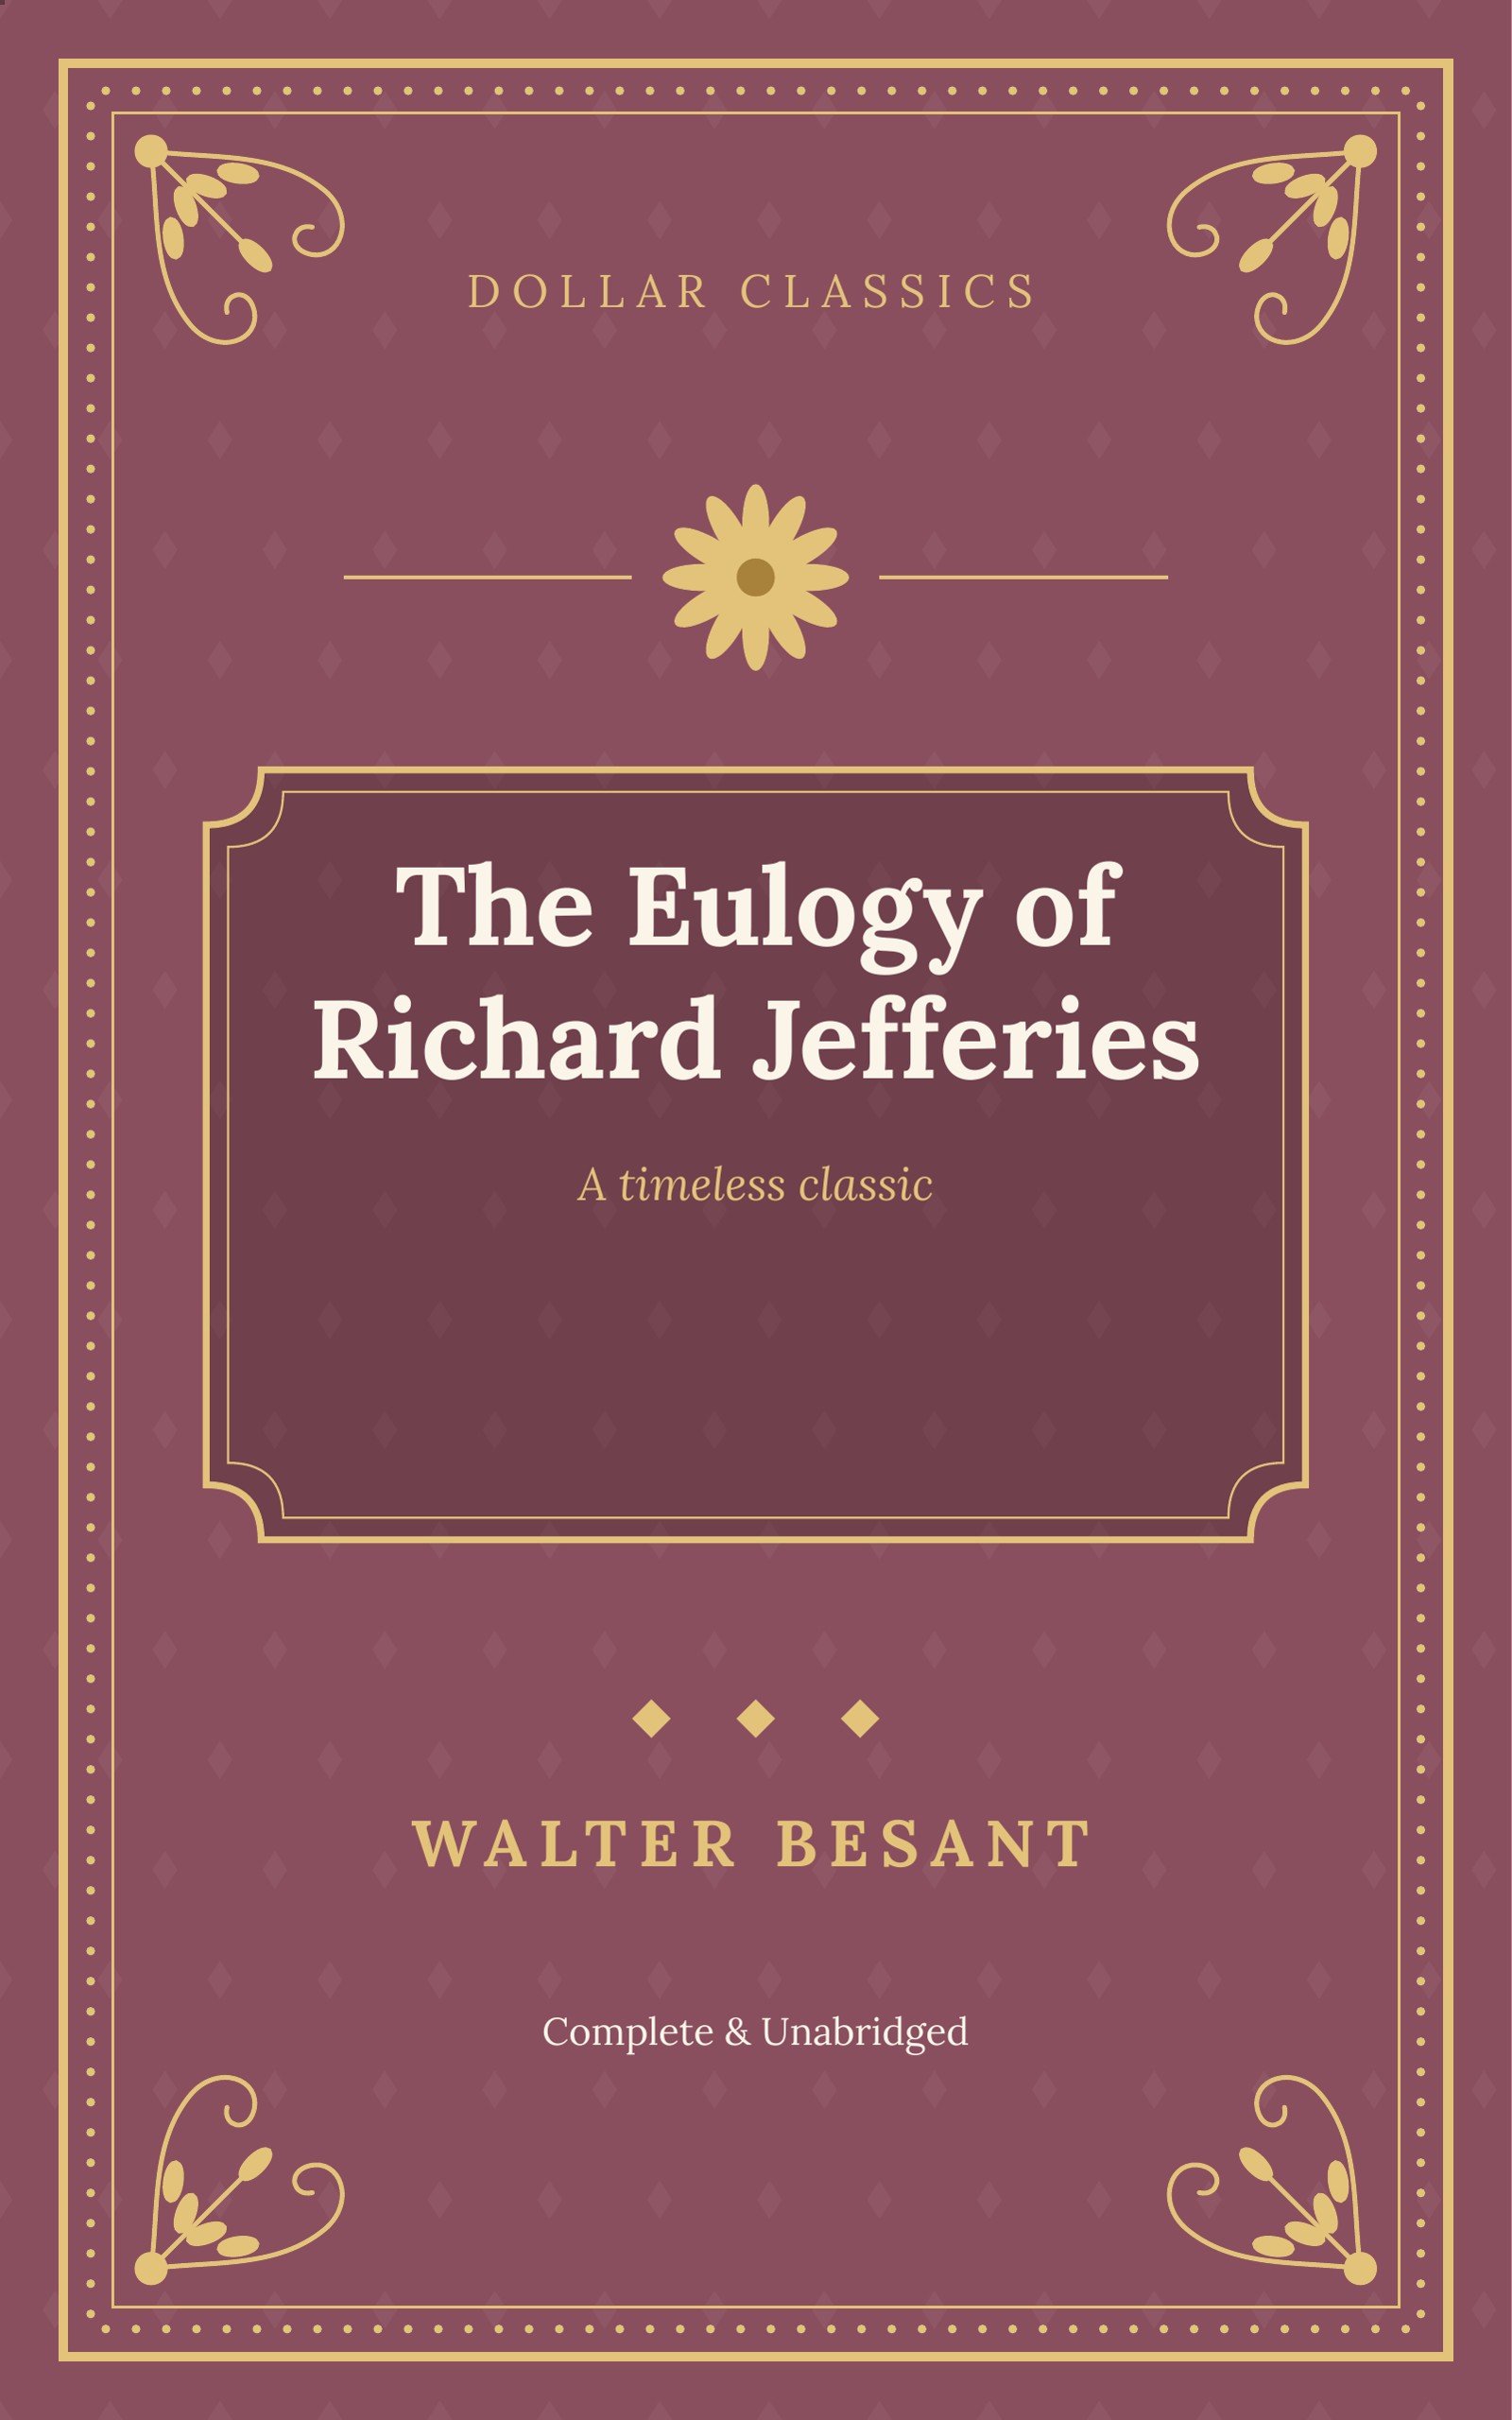 DOLLAR CLASSICS
The Eulogy of
Richard Jefferies
A timeless classic
WALTER BESANT
Complete & Unabridged